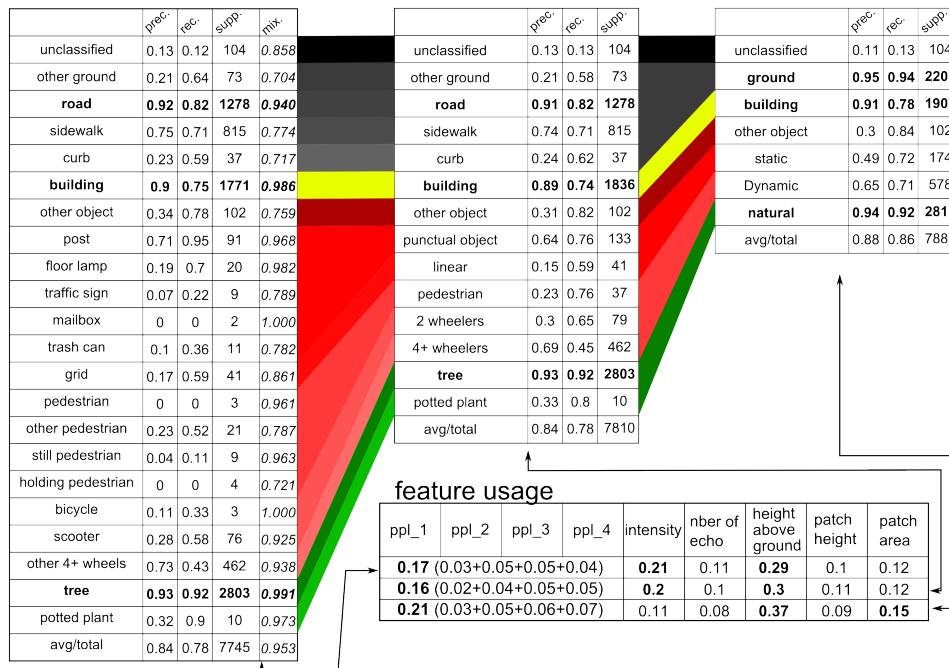 prec. rec. supp. mix.
unclassified 0.13 0.12 104 0.858
other ground 0.21 0.64 73 0.704
road 0.92 0.82 1278 0.940
sidewalk 0.75 0.71 815 0.774
curb 0.23 0.59 37 0.717
building 0.9 0.75 1771 0.986
other object 0.34 0.78 102 0.759
post 0.71 0.95 91 0.968
floor lamp 0.19 0.7 20 0.982
traffic sign 0.07 0.22 9 0.789
mailbox 0 0 2 1.000
trash can 0.1 0.36 11 0.782
grid 0.17 0.59 41 0.861
pedestrian 0 0 3 0.961
other pedestrian 0.23 0.52 21 0.787
still pedestrian 0.04 0.11 9 0.963
holding pedestrian 0 0 4 0.721
bicycle 0.11 0.33 3 1.000
scooter 0.28 0.58 76 0.925
other 4+ wheels 0.73 0.43 462 0.938
tree 0.93 0.92 2803 0.991
potted plant 0.32 0.9 10 0.973
avg/total 0.84 0.78 7745 0.953
prec. rec. supp.
unclassified 0.13 0.13 104
other ground 0.21 0.58 73
road 0.91 0.82 1278
sidewalk 0.74 0.71 815
curb 0.24 0.62 37
building 0.89 0.74 1836
other object 0.31 0.82 102
punctual object 0.64 0.76 133
linear 0.15 0.59 41
pedestrian 0.23 0.76 37
2 wheelers 0.3 0.65 79
4+ wheelers 0.69 0.45 462
tree 0.93 0.92 2803
potted plant 0.33 0.8 10
avg/total 0.84 0.78 7810
prec. rec. supp.
unclassified 0.11 0.13 104
ground 0.95 0.94 220
building 0.91 0.78 190
other object 0.3 0.84 102
static 0.49 0.72 174
Dynamic 0.65 0.71 578
natural 0.94 0.92 281
avg/total 0.88 0.86 788
feature usage
ppl_1 ppl_2 ppl_3 ppl_4 intensity nber of echo height above ground patch height patch area
0.17 (0.03+0.05+0.05+0.04) 0.21 0.11 0.29 0.1 0.12
0.16 (0.02+0.04+0.05+0.05) 0.2 0.1 0.3 0.11 0.12
0.21 (0.03+0.05+0.06+0.07) 0.11 0.08 0.37 0.09 0.15